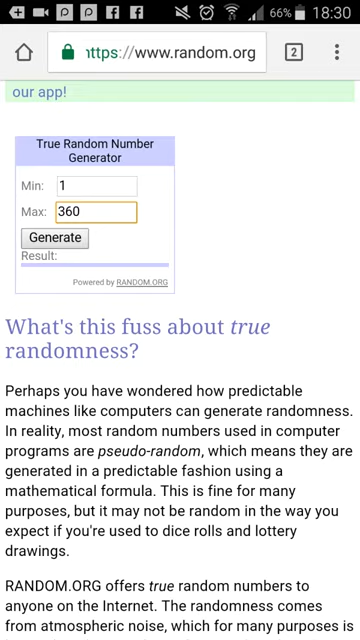 66% 18:30
https://www.random.org
2
our app!
True Random Number
Generator
Min: 1
Max: 360
Generate
Result:
Powered by RANDOM.ORG
What's this fuss about true
randomness?
Perhaps you have wondered how predictable
machines like computers can generate randomness.
In reality, most random numbers used in computer
programs are pseudo-random, which means they are
generated in a predictable fashion using a
mathematical formula. This is fine for many
purposes, but it may not be random in the way you
expect if you're used to dice rolls and lottery
drawings.
RANDOM.ORG offers true random numbers to
anyone on the Internet. The randomness comes
from atmospheric noise, which for many purposes is